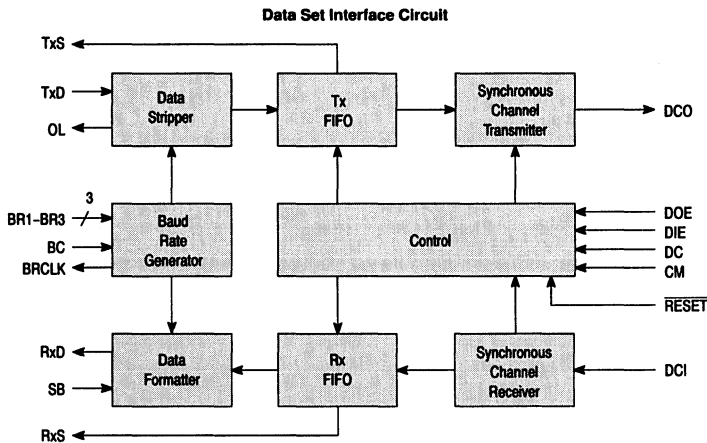 Data Set Interface Circuit
TxS
TxD
OL
Data
Stripper
Tx
FIFO
Synchronous
Channel
Transmitter
DCO
3
BR1–BR3
BC
BRCLK
Baud
Rate
Generator
Control
DOE
DIE
DC
CM
RESET
RxD
SB
Data
Formatter
Rx
FIFO
Synchronous
Channel
Receiver
DCI
RxS